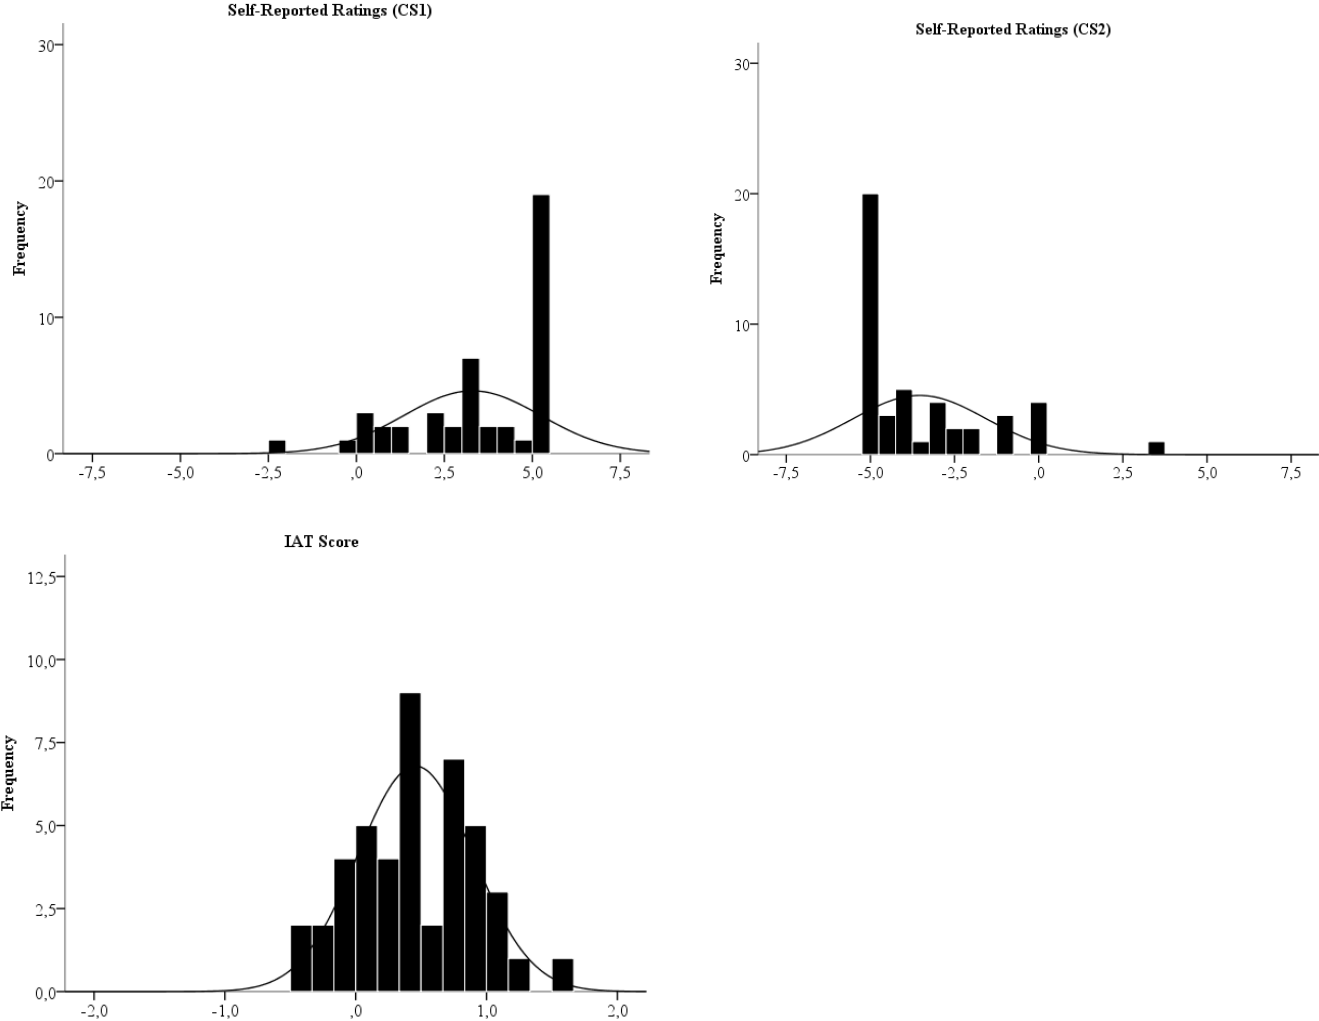 Self-Reported Ratings (CS1)
30
20
10
0
Frequency
-7,5 -5,0 -2,5 ,0 2,5 5,0 7,5
Self-Reported Ratings (CS2)
30
20
10
0
Frequency
-7,5 -5,0 -2,5 ,0 2,5 5,0 7,5
IAT Score
12,5
10,0
7,5
5,0
2,5
0,0
Frequency
-2,0 -1,0 ,0 1,0 2,0